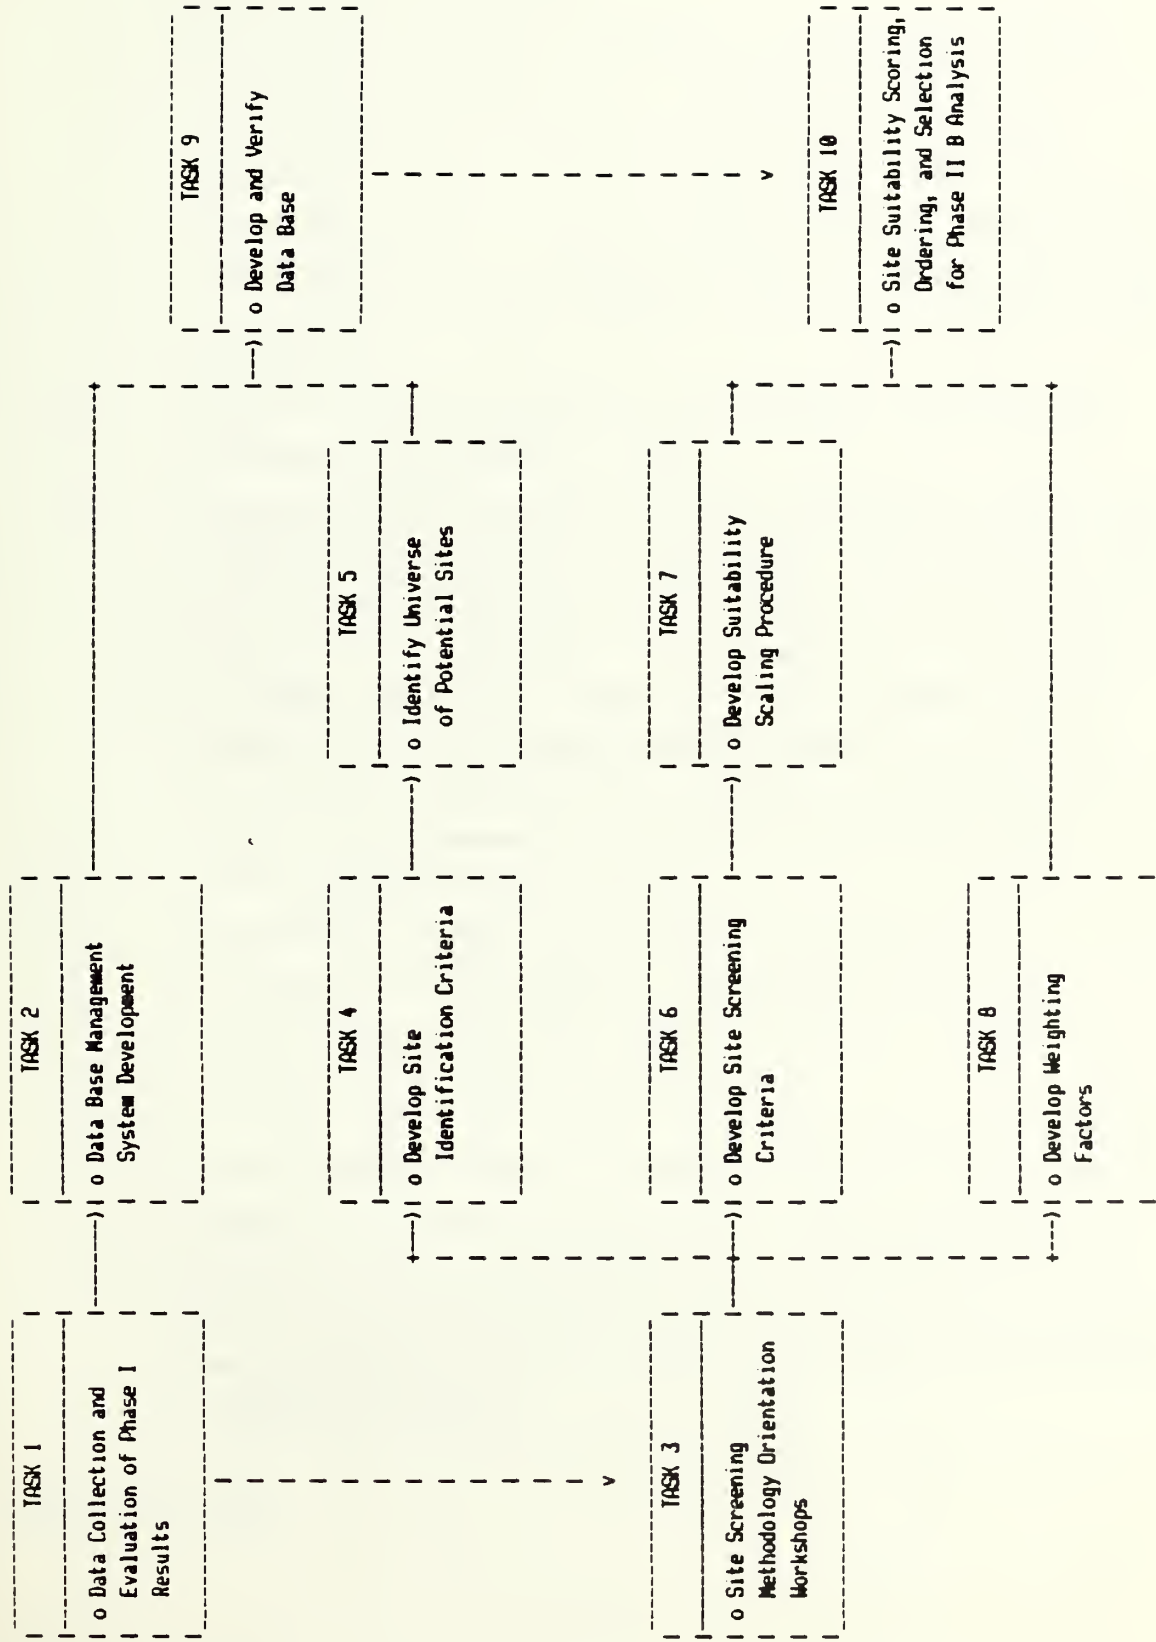 TASK 1
o Data Collection and
Evaluation of Phase I
Results
TASK 2
o Data Base Management
System Development
TASK 3
o Site Screening
Methodology Orientation
Workshops
TASK 4
o Develop Site
Identification Criteria
TASK 5
o Identify Universe
of Potential Sites
TASK 6
o Develop Site Screening
Criteria
TASK 7
o Develop Suitability
Scaling Procedure
TASK 8
o Develop Weighting
Factors
TASK 9
o Develop and Verify
Data Base
TASK 10
o Site Suitability Scoring,
Ordering, and Selection
for Phase II B Analysis